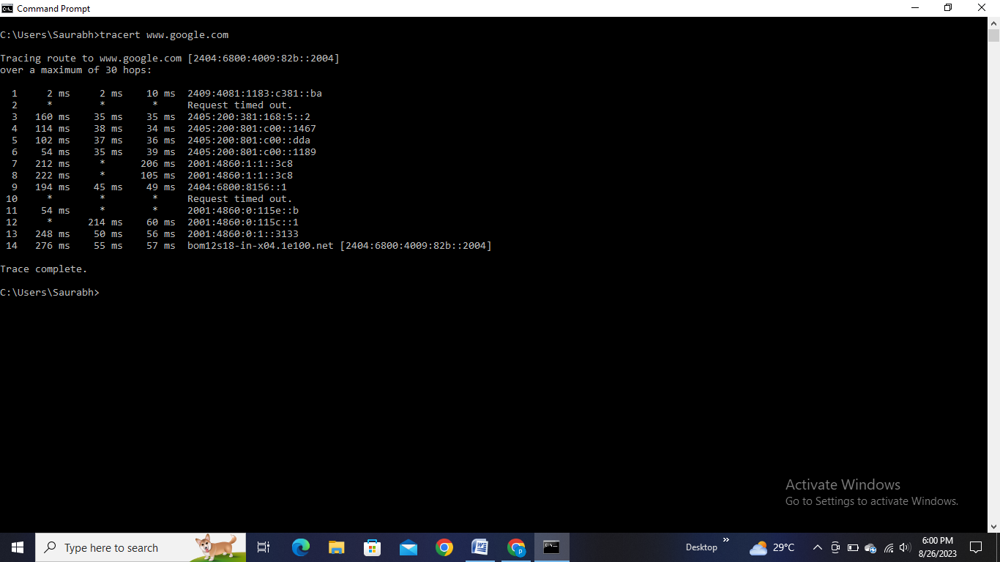 Command Prompt
C:\Users\Saurabh>tracert www.google.com
Tracing route to www.google.com [2404:6800:4009:82b::2004]
over a maximum of 30 hops:
1 2 ms 2 ms 10 ms 2409:4081:1183:c381::ba
2 * * * Request timed out.
3 160 ms 35 ms 35 ms 2405:200:381:168:5::2
4 114 ms 38 ms 34 ms 2405:200:801:c00::1467
5 102 ms 37 ms 36 ms 2405:200:801:c00::dda
6 54 ms 35 ms 39 ms 2405:200:801:c00::1189
7 212 ms * 206 ms 2001:4860:1:1::3c8
8 222 ms * 105 ms 2001:4860:1:1::3c8
9 194 ms 45 ms 49 ms 2404:6800:8156::1
10 * * * Request timed out.
11 54 ms * * 2001:4860:0:115e::b
12 * 214 ms 60 ms 2001:4860:0:115c::1
13 248 ms 50 ms 56 ms 2001:4860:0:1::3133
14 276 ms 55 ms 57 ms bom12s18-in-x04.1e100.net [2404:6800:4009:82b::2004]
Trace complete.
C:\Users\Saurabh>
Activate Windows
Go to Settings to activate Windows.
Type here to search
Desktop
29°C
6:00 PM
8/26/2023